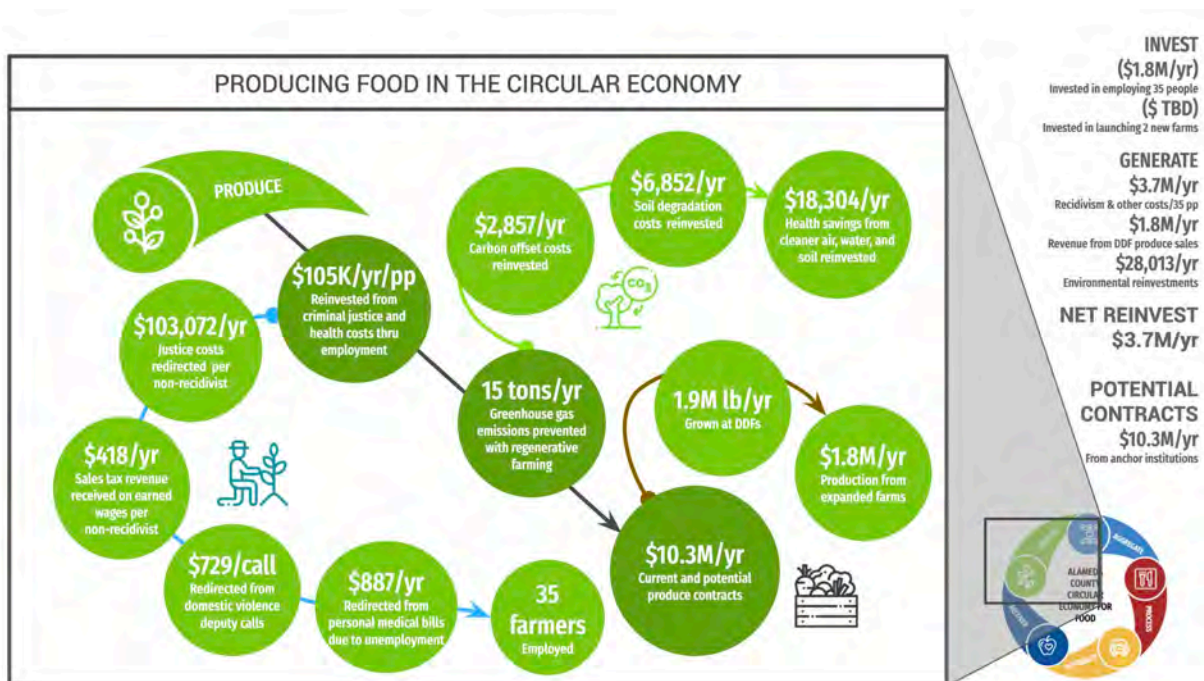 PRODUCING FOOD IN THE CIRCULAR ECONOMY
PRODUCE
$105K/yr/pp
Reinvested from
criminal justice and
health costs thru
employment
$103,072/yr
Justice costs
redirected per
non-recidivist
$418/yr
Sales tax revenue
received on earned
wages per
non-recidivist
$729/call
Redirected from
domestic violence
deputy calls
$887/yr
Redirected from
personal medical bills
due to unemployment
35
farmers
Employed
$2,857/yr
Carbon offset costs
reinvested
$6,852/yr
Soil degradation
costs reinvested
$18,304/yr
Health savings from
cleaner air, water, and
soil reinvested
CO2
15 tons/yr
Greenhouse gas
emissions prevented
with regenerative
farming
1.9M lb/yr
Grown at DDFs
$1.8M/yr
Production from
expanded farms
$10.3M/yr
Current and potential
produce contracts
INVEST
($1.8M/yr)
Invested in employing 35 people
($ TBD)
Invested in launching 2 new farms
GENERATE
$3.7M/yr
Recidivism & other costs/35 pp
$1.8M/yr
Revenue from DDF produce sales
$28,013/yr
Environmental reinvestments
NET REINVEST
$3.7M/yr
POTENTIAL
CONTRACTS
$10.3M/yr
From anchor institutions
AGGREGATE
PROCESS
ALAMEDA
COUNTY
CIRCULAR
ECONOMY FOR
FOOD